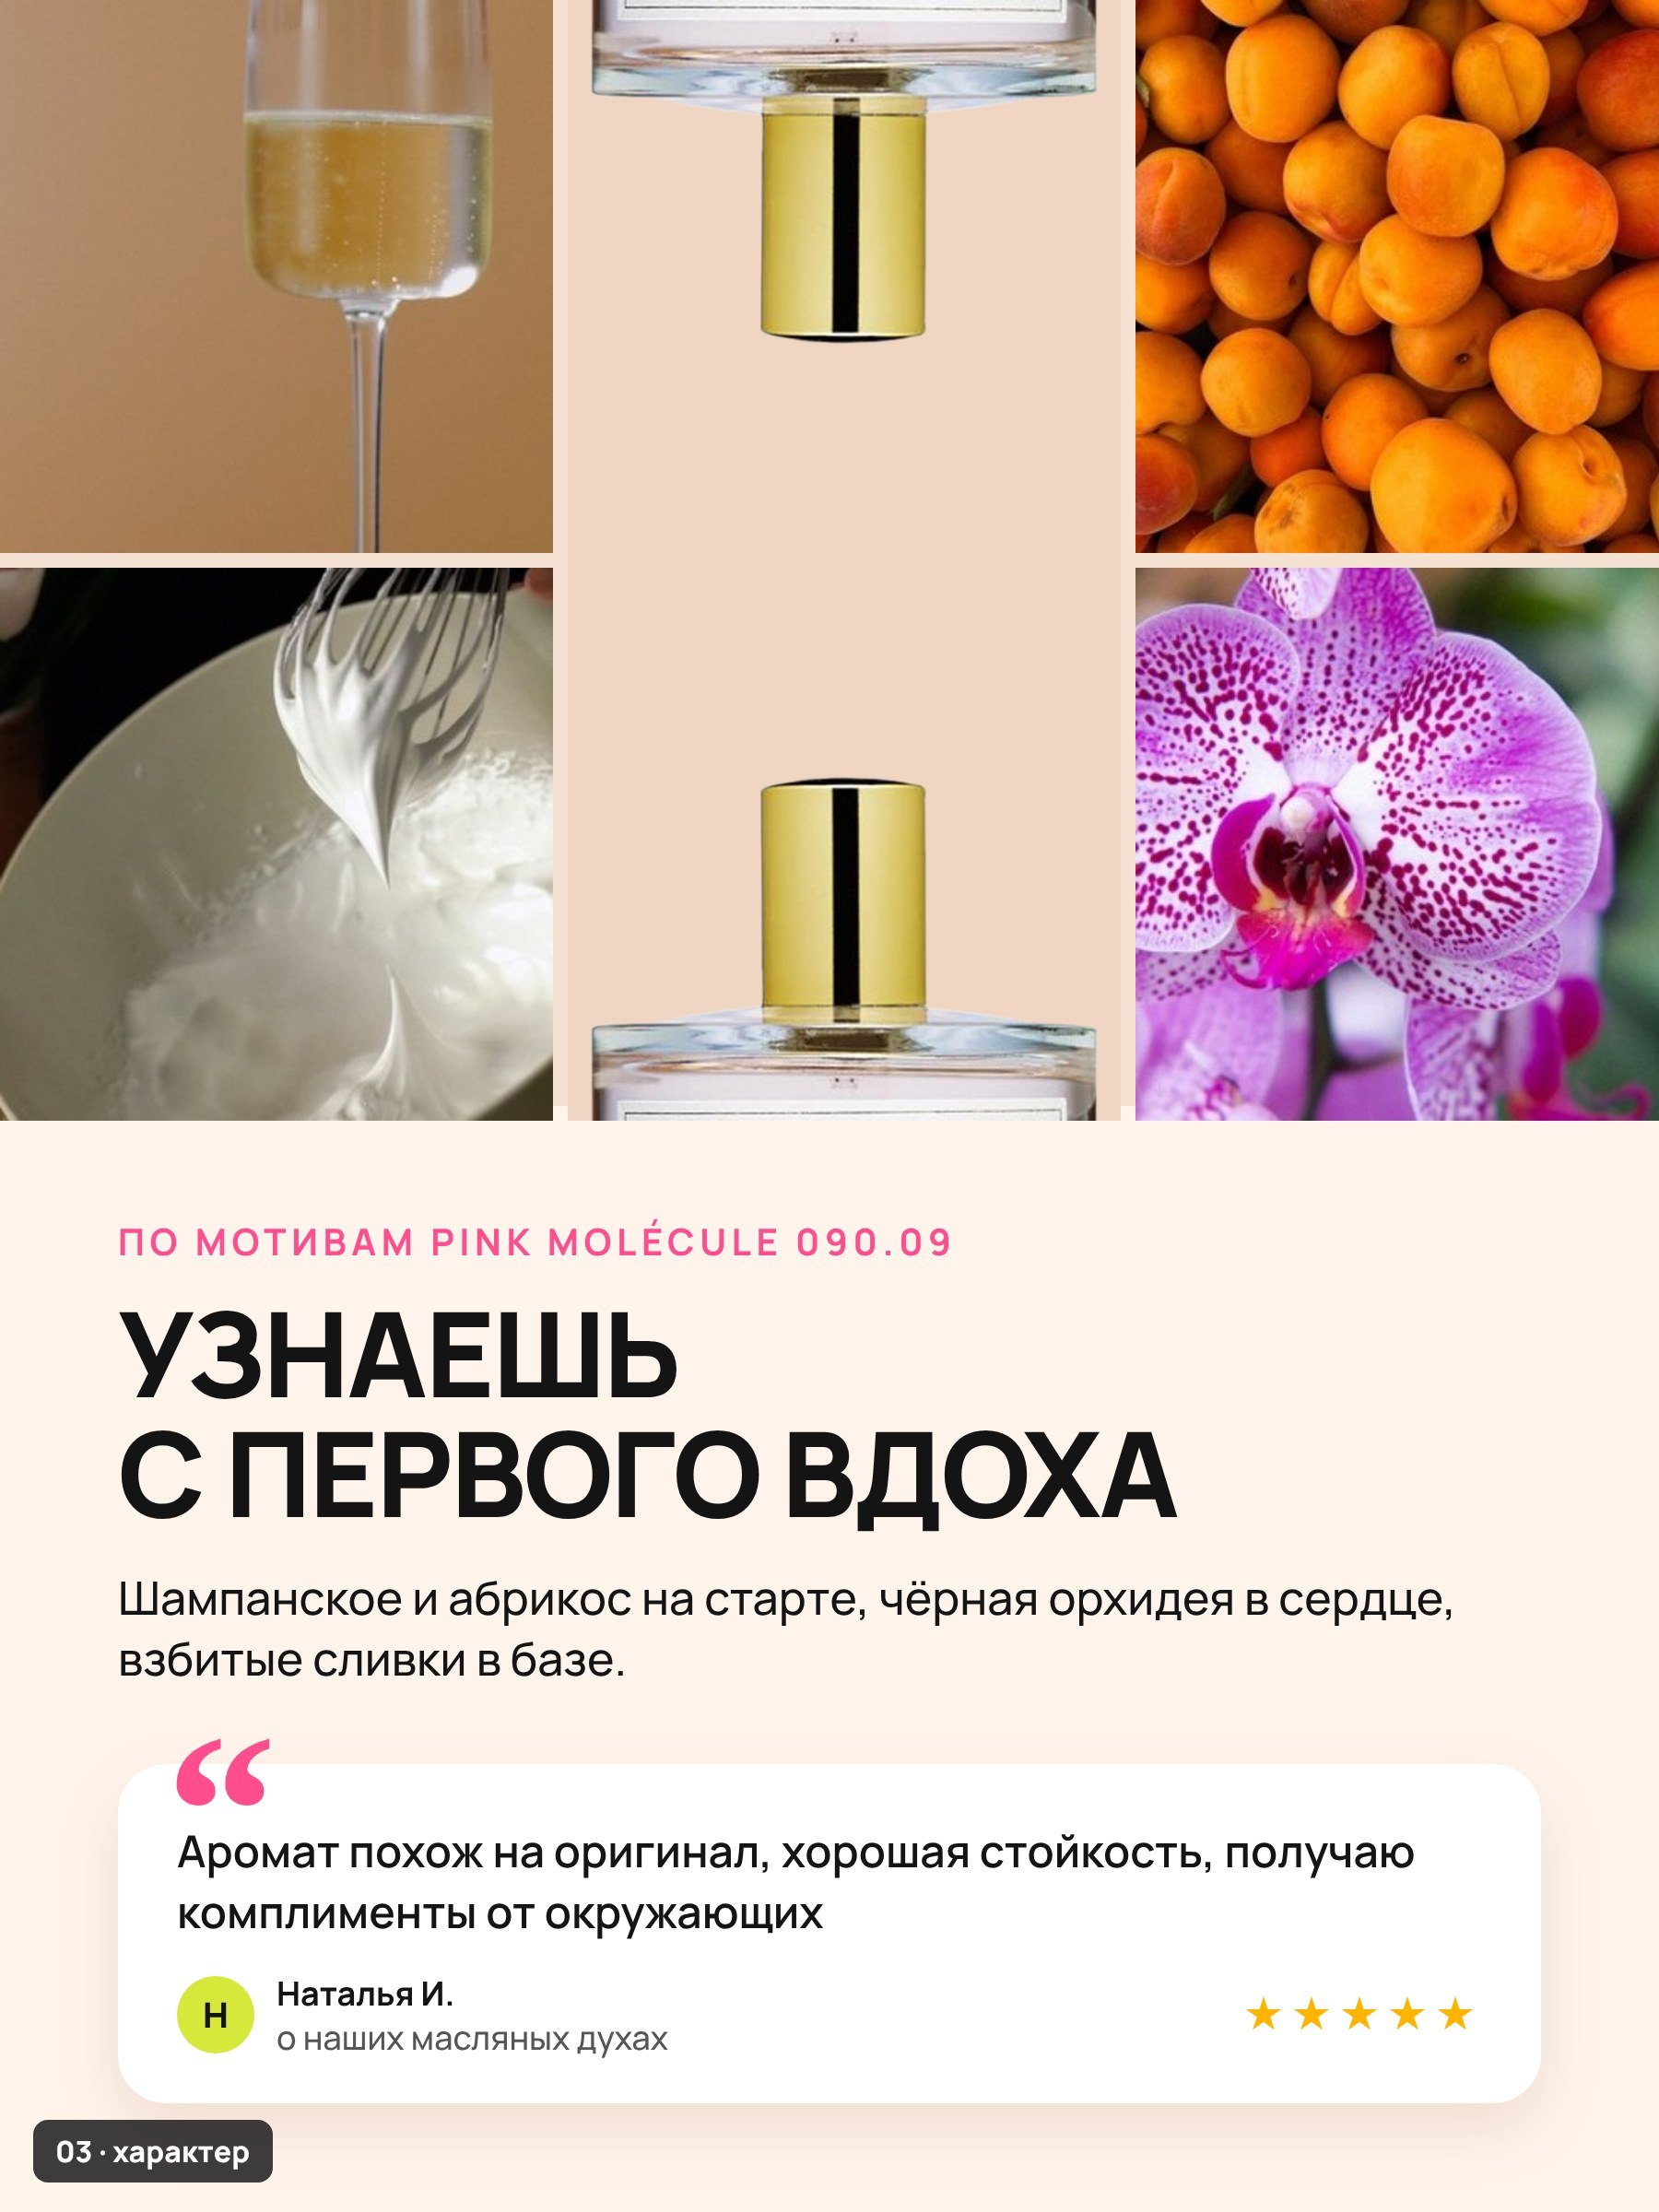 ПО МОТИВАМ PINK MOLÉCULE 090.09
УЗНАЕШЬ
С ПЕРВОГО ВДОХА
Шампанское и абрикос на старте, чёрная орхидея в сердце,
взбитые сливки в базе.
“
Аромат похож на оригинал, хорошая стойкость, получаю
комплименты от окружающих
Н
Наталья И.
о наших масляных духах
★★★★★
03 · характер